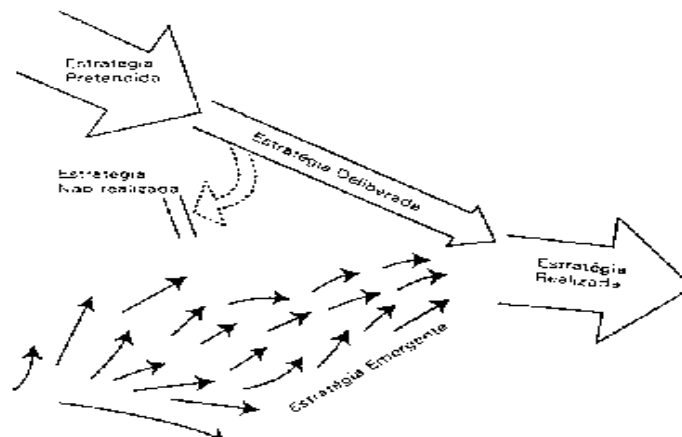 Estratégia
Pretendida
Estratégia Deliberada
Estratégia
Não realizada
Estratégia
Realizada
Estratégia Emergente